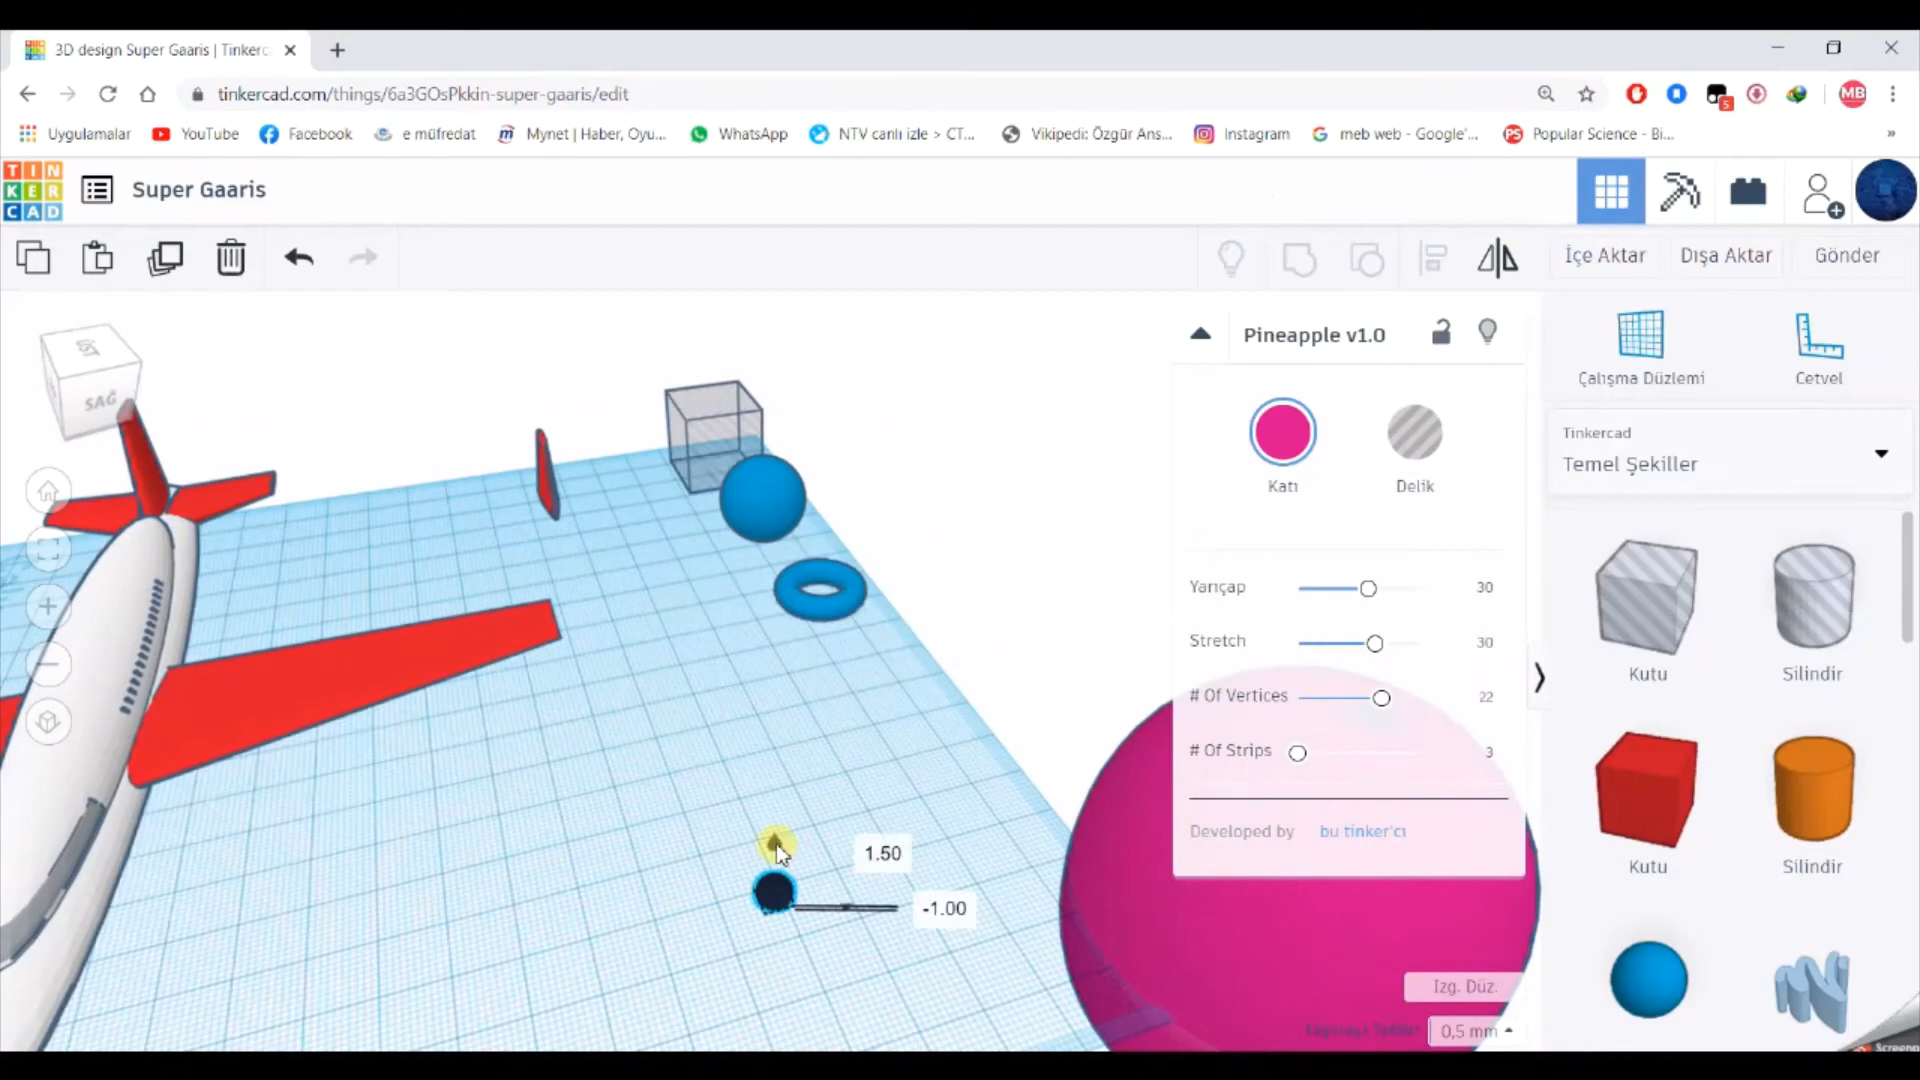 3D design Super Gaaris | Tinkerc
tinkercad.com/things/6a3GOsPkkin-super-gaaris/edit
MB
5
Uygulamalar
YouTube
Facebook
e müfredat
Mynet | Haber, Oyu...
WhatsApp
NTV canlı izle > CT...
Vikipedi: Özgür Ans...
Instagram
meb web - Google'...
Popular Science - Bi...
»
TIN
KER
CAD
Super Gaaris
İçe Aktar
Dışa Aktar
Gönder
SAĞ
Pineapple v1.0
Katı
Delik
Yarıçap
30
Stretch
30
# Of Vertices
22
# Of Strips
3
Developed by
bu tinker'cı
1.50
-1.00
Izg. Düz.
0,5 mm
Çalışma Düzlemi
Cetvel
Tinkercad
Temel Şekiller
Kutu
Silindir
Kutu
Silindir
Screenp